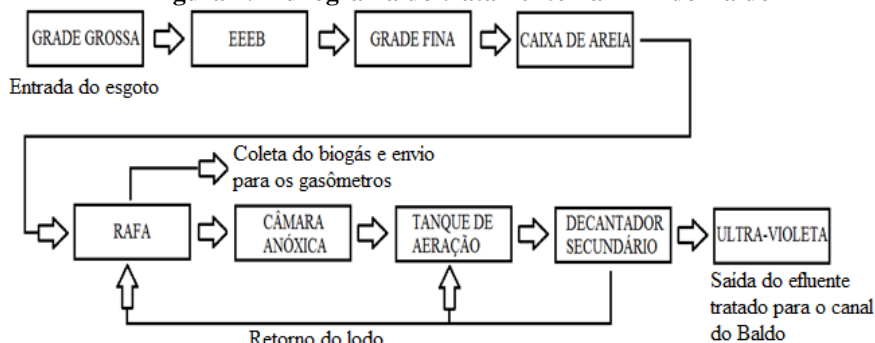 GRADE GROSSA
EEEB
GRADE FINA
CAIXA DE AREIA
Entrada do esgoto
Coleta do biogás e envio
para os gasômetros
RAFA
CÂMARA
ANÓXICA
TANQUE DE
AERAÇÃO
DECANTADOR
SECUNDÁRIO
ULTRA-VIOLETA
Saída do efluente
tratado para o canal
do Baldo
Retorno do lodo